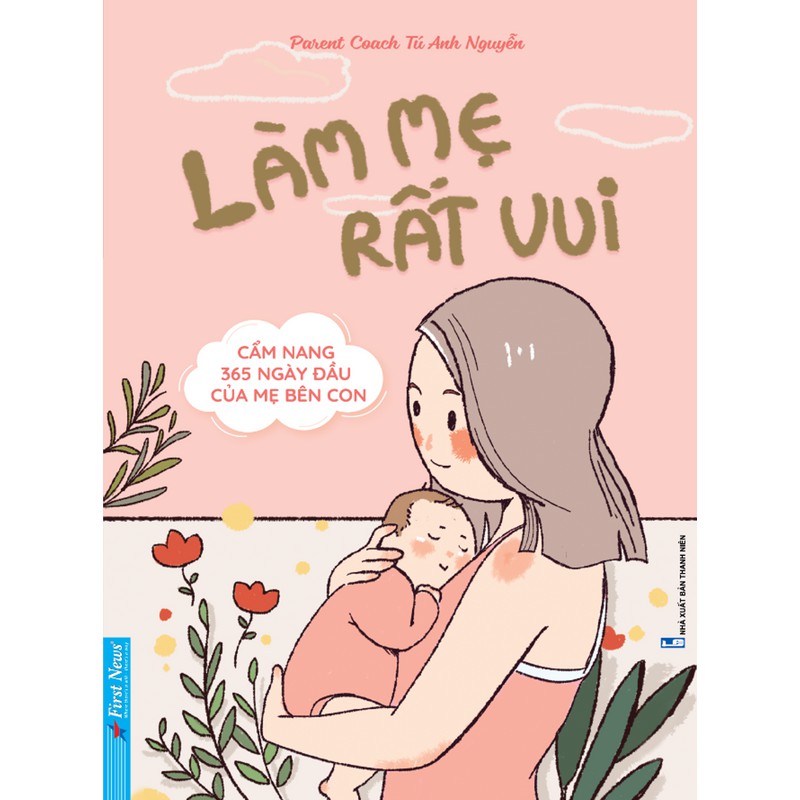 Parent Coach Tú Anh Nguyễn
LÀM MẸ
RẤT VUI
CẨM NANG
365 NGÀY ĐẦU
CỦA MẸ BÊN CON
NHÀ XUẤT BẢN THANH NIÊN
First News